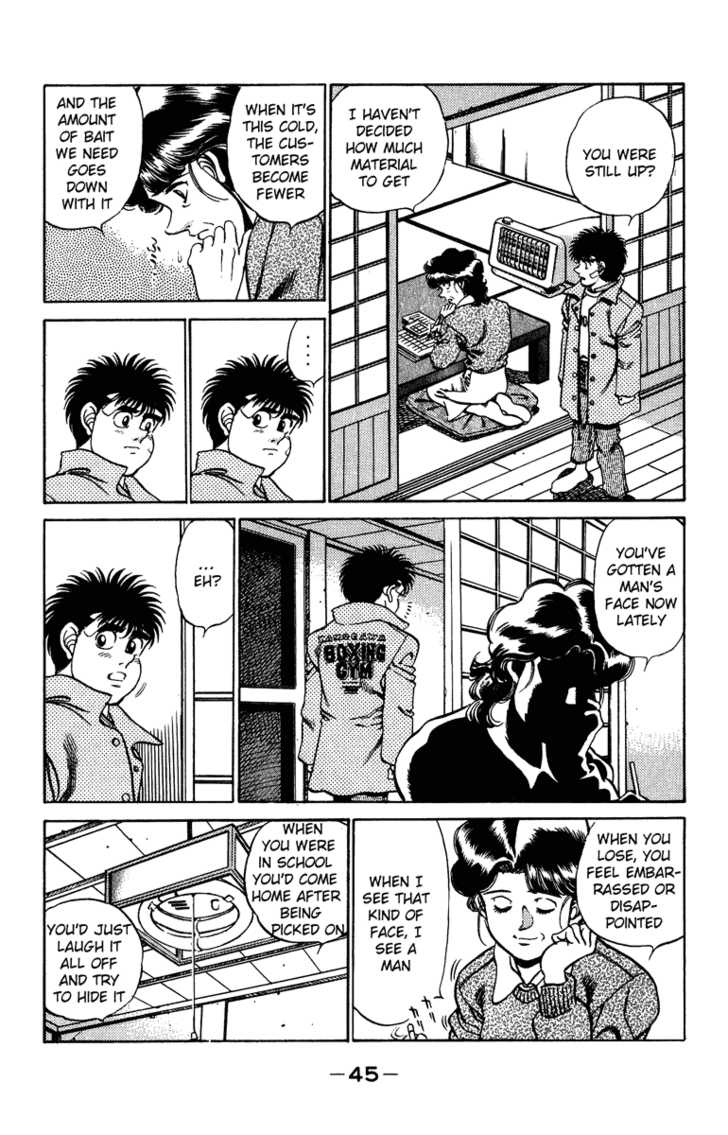 YOU WERE
STILL UP?
I HAVEN'T
DECIDED
HOW MUCH
MATERIAL
TO GET
WHEN IT'S
THIS COLD,
THE CUS-
TOMERS
BECOME
FEWER
AND THE
AMOUNT
OF BAIT
WE NEED
GOES
DOWN
WITH IT
....
YOU'VE
GOTTEN A
MAN'S
FACE NOW
LATELY
KAMOGAWA
BOXING
GYM
...
EH?
WHEN YOU
LOSE, YOU
FEEL EMBAR-
RASSED OR
DISAP-
POINTED
WHEN I
SEE THAT
KIND OF
FACE, I
SEE A
MAN
WHEN
YOU WERE
IN SCHOOL
YOU'D COME
HOME AFTER
BEING
PICKED ON
YOU'D JUST
LAUGH IT
ALL OFF
AND TRY
TO HIDE IT
—45—